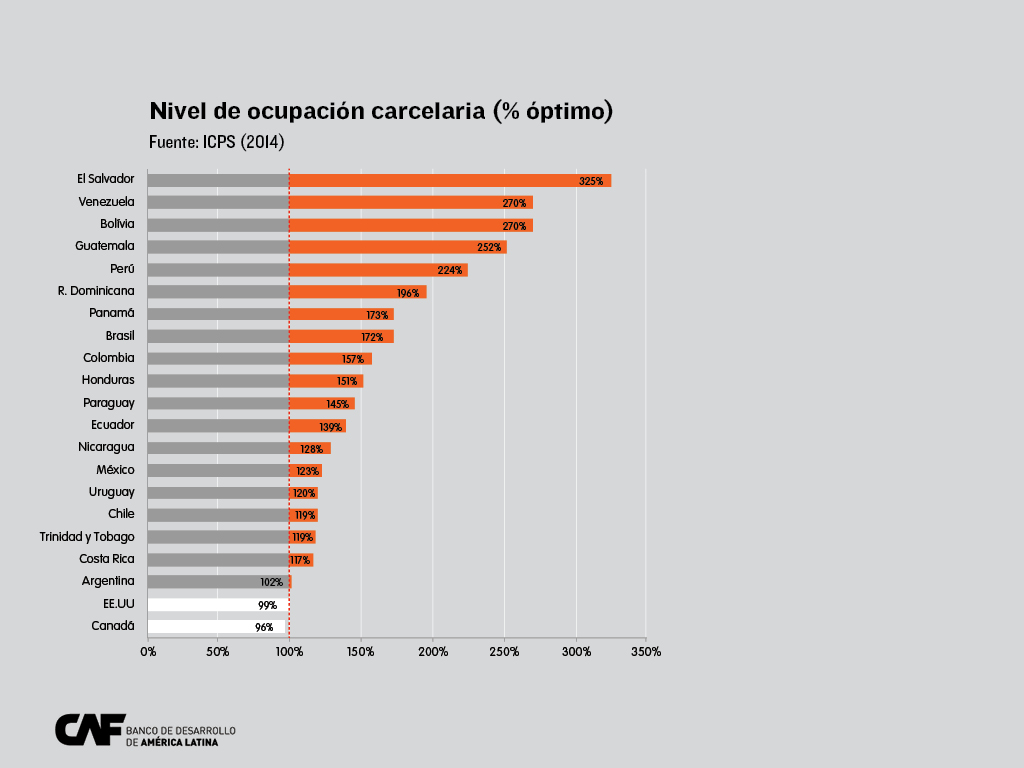 Nivel de ocupación carcelaria (% óptimo)
Fuente: ICPS (2014)
El Salvador 325%
Venezuela 270%
Bolívia 270%
Guatemala 252%
Perú 224%
R. Dominicana 196%
Panamá 173%
Brasil 172%
Colombia 157%
Honduras 151%
Paraguay 145%
Ecuador 139%
Nicaragua 128%
México 123%
Uruguay 120%
Chile 119%
Trinidad y Tobago 119%
Costa Rica 117%
Argentina 102%
EE.UU 99%
Canadá 96%
0% 50% 100% 150% 200% 250% 300% 350%
CAF BANCO DE DESARROLLO
DE AMÉRICA LATINA